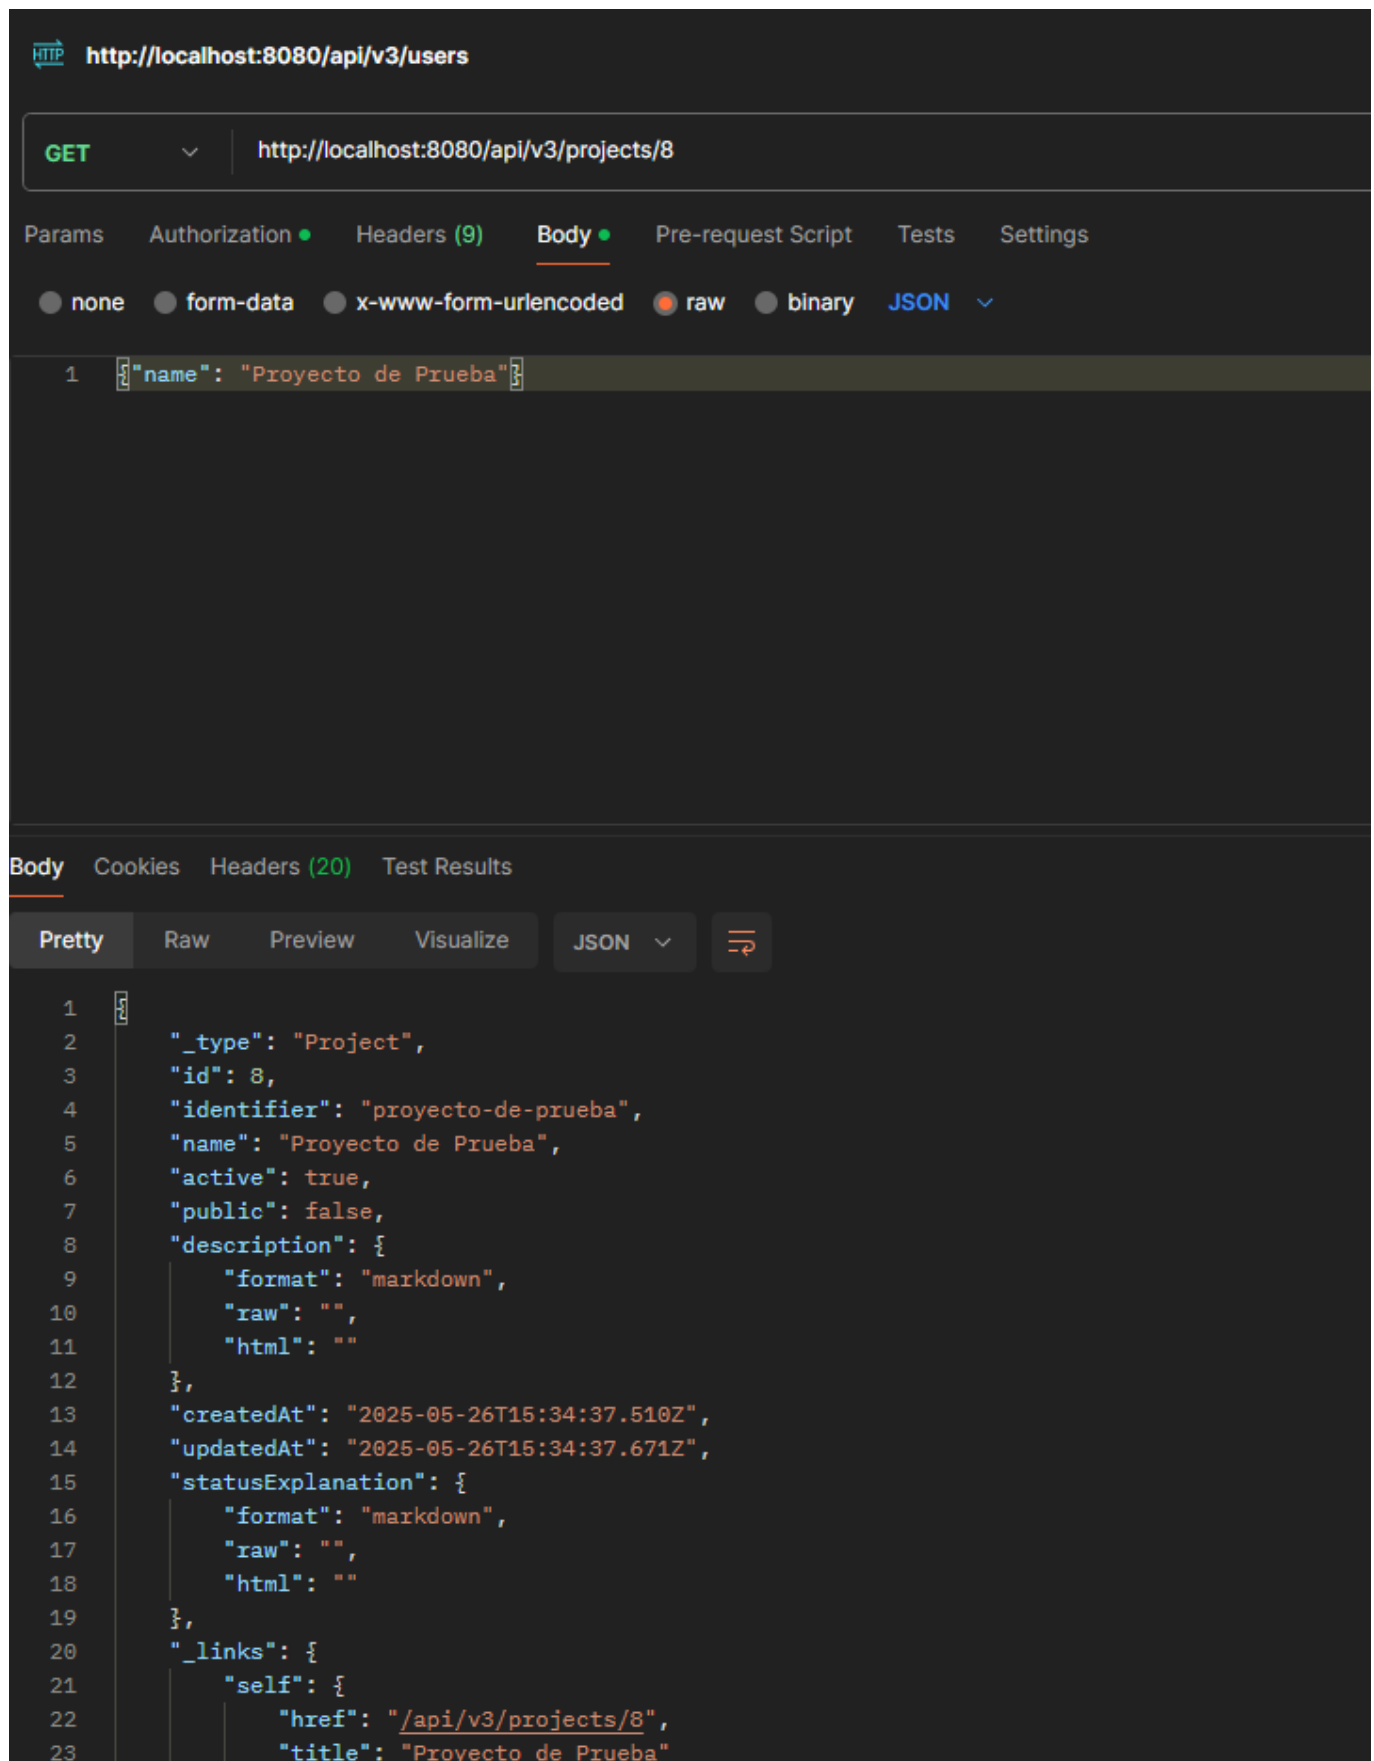 HTTP http://localhost:8080/api/v3/users
GET http://localhost:8080/api/v3/projects/8
Params Authorization Headers (9) Body Pre-request Script Tests Settings
none form-data x-www-form-urlencoded raw binary JSON
1 {"name": "Proyecto de Prueba"}
Body Cookies Headers (20) Test Results
Pretty Raw Preview Visualize JSON
1 {
2 "_type": "Project",
3 "id": 8,
4 "identifier": "proyecto-de-prueba",
5 "name": "Proyecto de Prueba",
6 "active": true,
7 "public": false,
8 "description": {
9 "format": "markdown",
10 "raw": "",
11 "html": ""
12 },
13 "createdAt": "2025-05-26T15:34:37.510Z",
14 "updatedAt": "2025-05-26T15:34:37.671Z",
15 "statusExplanation": {
16 "format": "markdown",
17 "raw": "",
18 "html": ""
19 },
20 "_links": {
21 "self": {
22 "href": "/api/v3/projects/8",
23 "title": "Proyecto de Prueba"